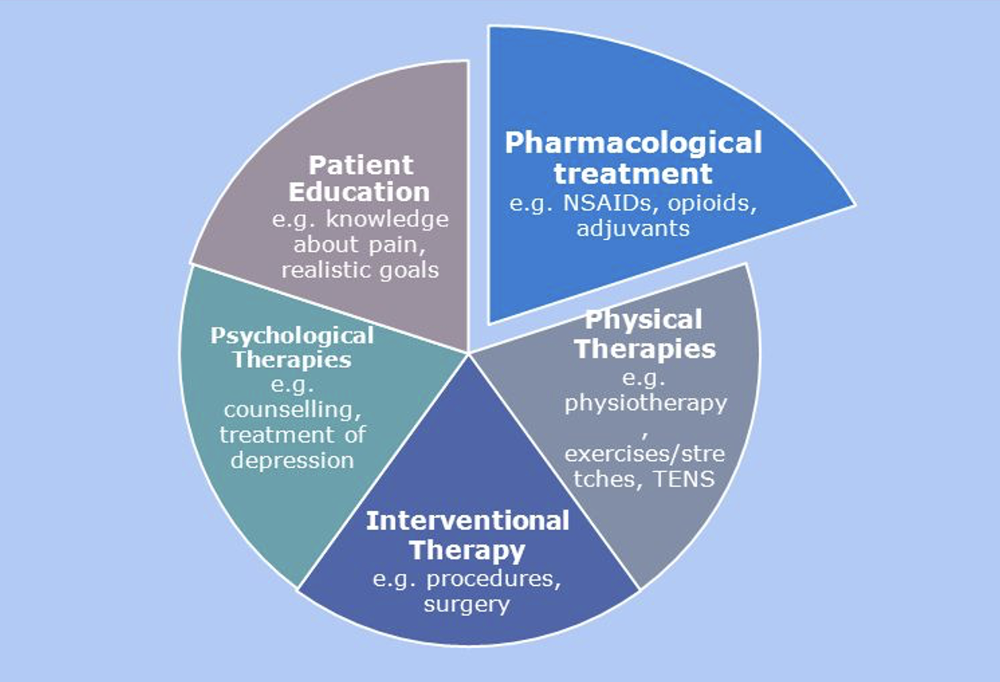 Pharmacological
treatment
e.g. NSAIDs, opioids,
adjuvants
Patient
Education
e.g. knowledge
about pain,
realistic goals
Physical
Therapies
e.g.
physiotherapy
,
exercises/stre
tches, TENS
Psychological
Therapies
e.g.
counselling,
treatment of
depression
Interventional
Therapy
e.g. procedures,
surgery